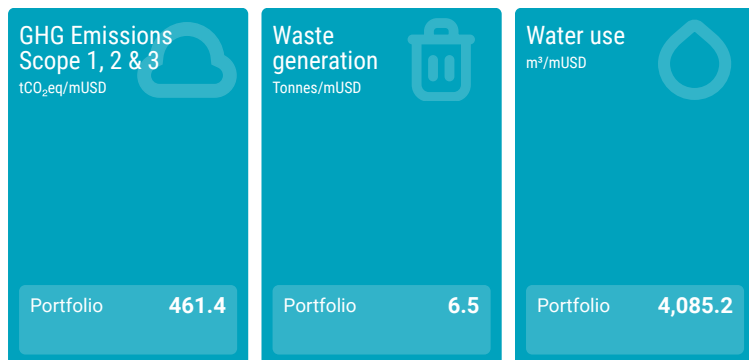 GHG Emissions
Scope 1, 2 & 3
tCO₂eq/mUSD
Portfolio 461.4
Waste
generation
Tonnes/mUSD
Portfolio 6.5
Water use
m³/mUSD
Portfolio 4,085.2